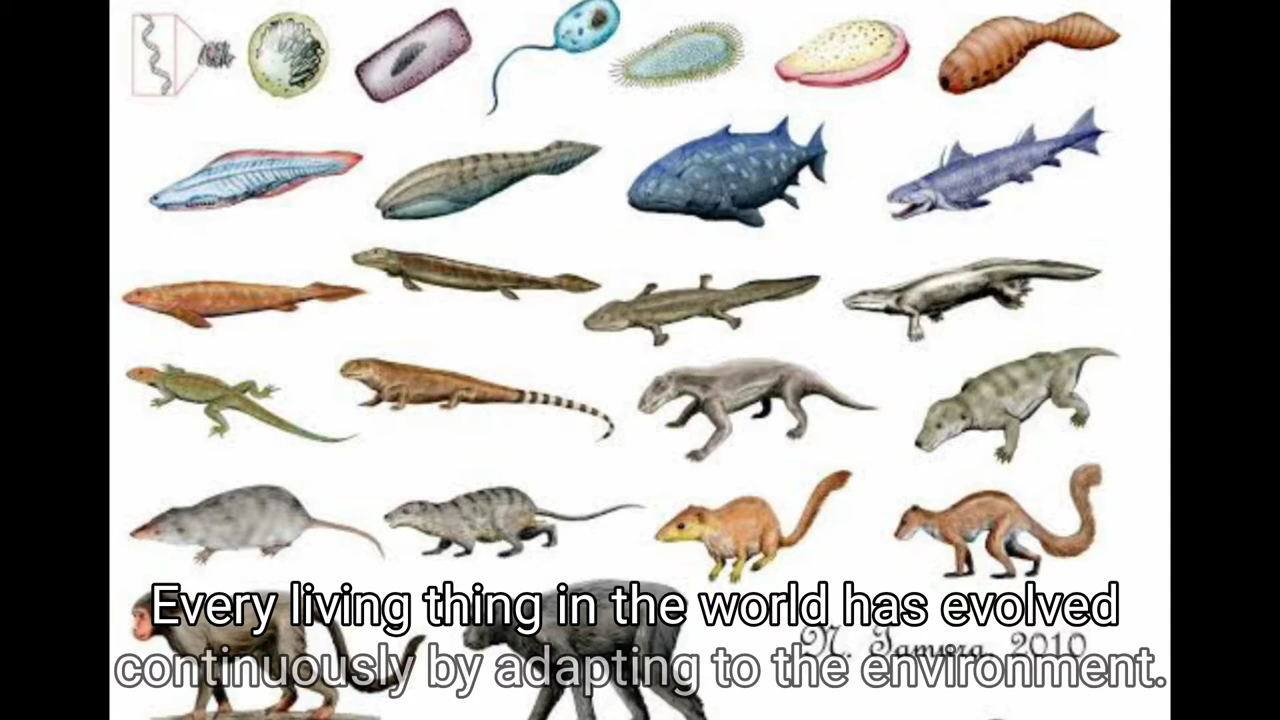 Every living thing in the world has evolved
N. Tamura 2010
continuously by adapting to the environment.